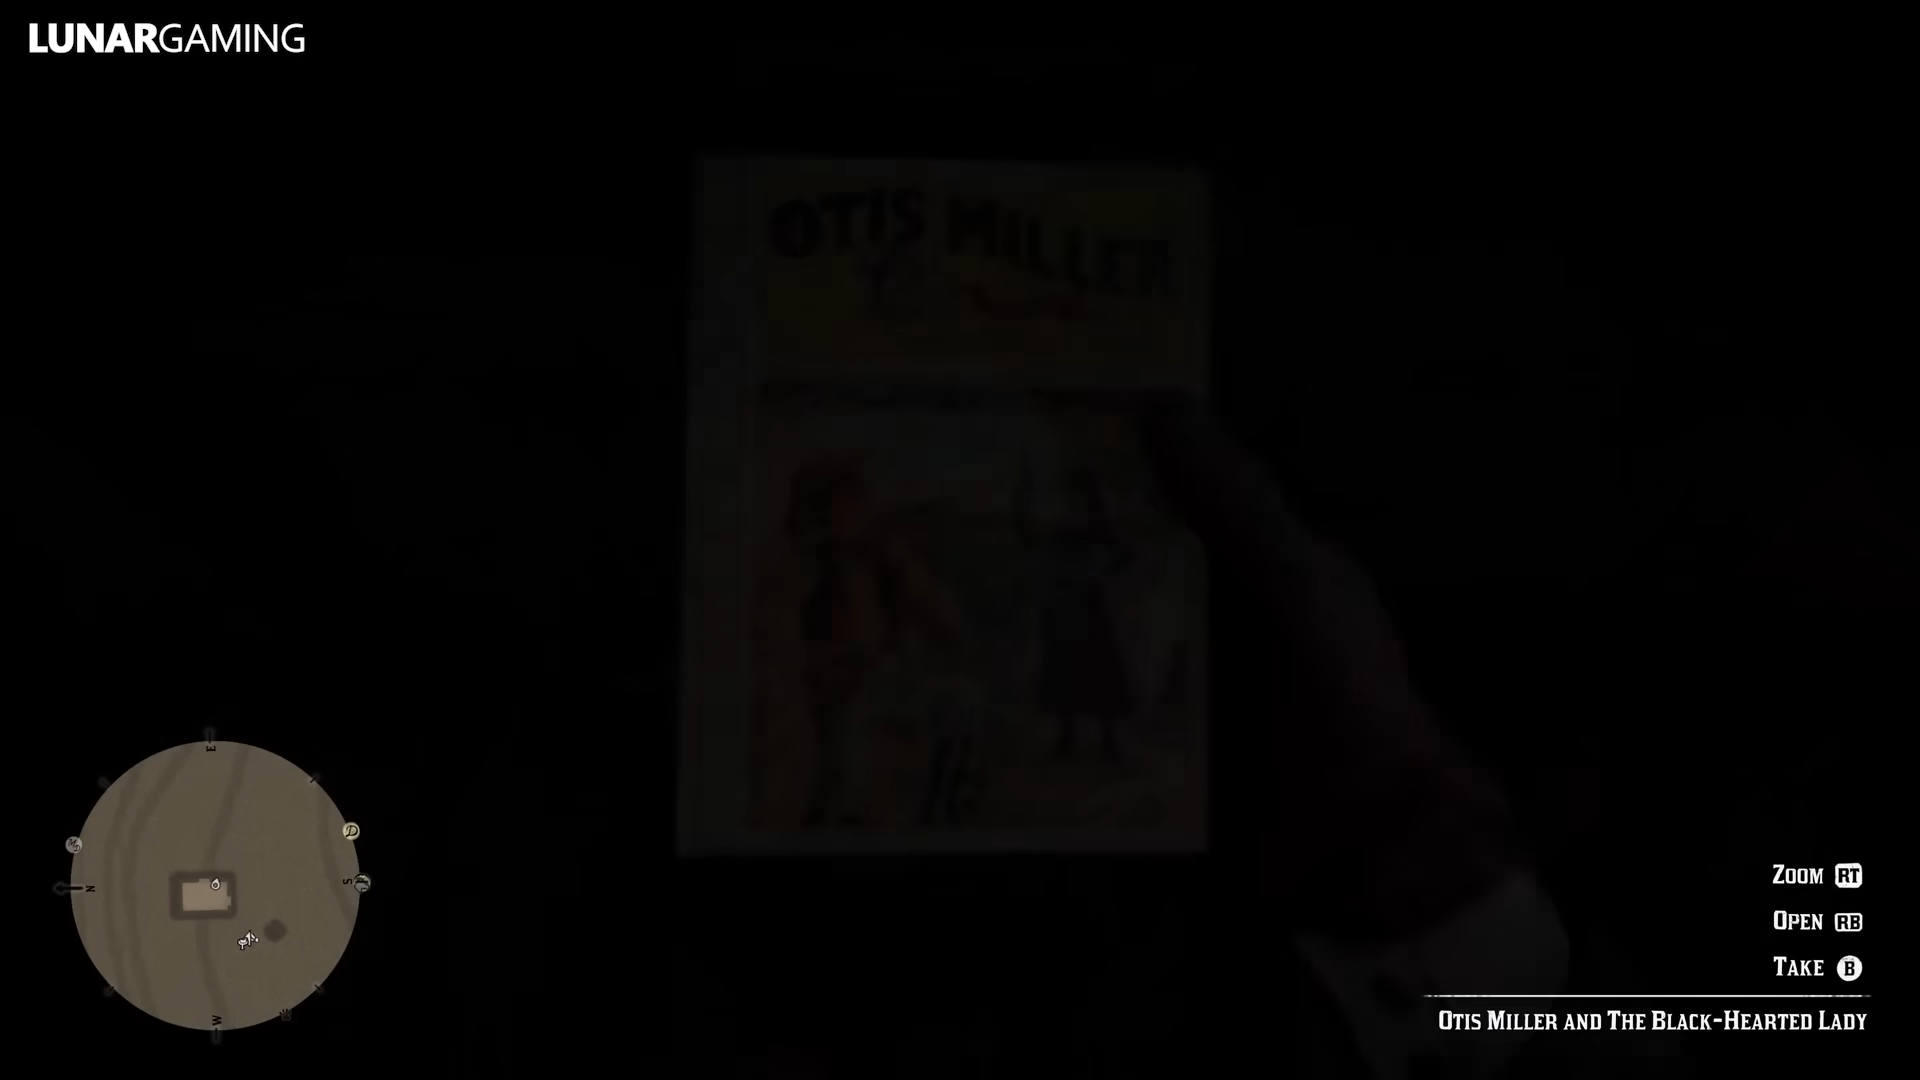 LUNARGAMING
OTIS MILLER
E
D
N
S
W
ZOOM RT
OPEN RB
TAKE B
OTIS MILLER AND THE BLACK-HEARTED LADY